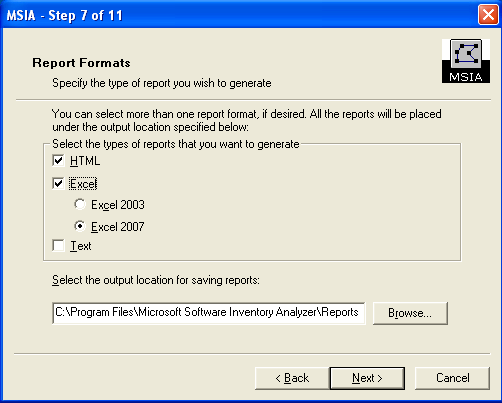 MSIA - Step 7 of 11
Report Formats
Specify the type of report you wish to generate
MSIA
You can select more than one report format, if desired. All the reports will be placed
under the output location specified below:
Select the types of reports that you want to generate
HTML
Excel
Excel 2003
Excel 2007
Text
Select the output location for saving reports:
C:\Program Files\Microsoft Software Inventory Analyzer\Reports
Browse...
< Back
Next >
Cancel